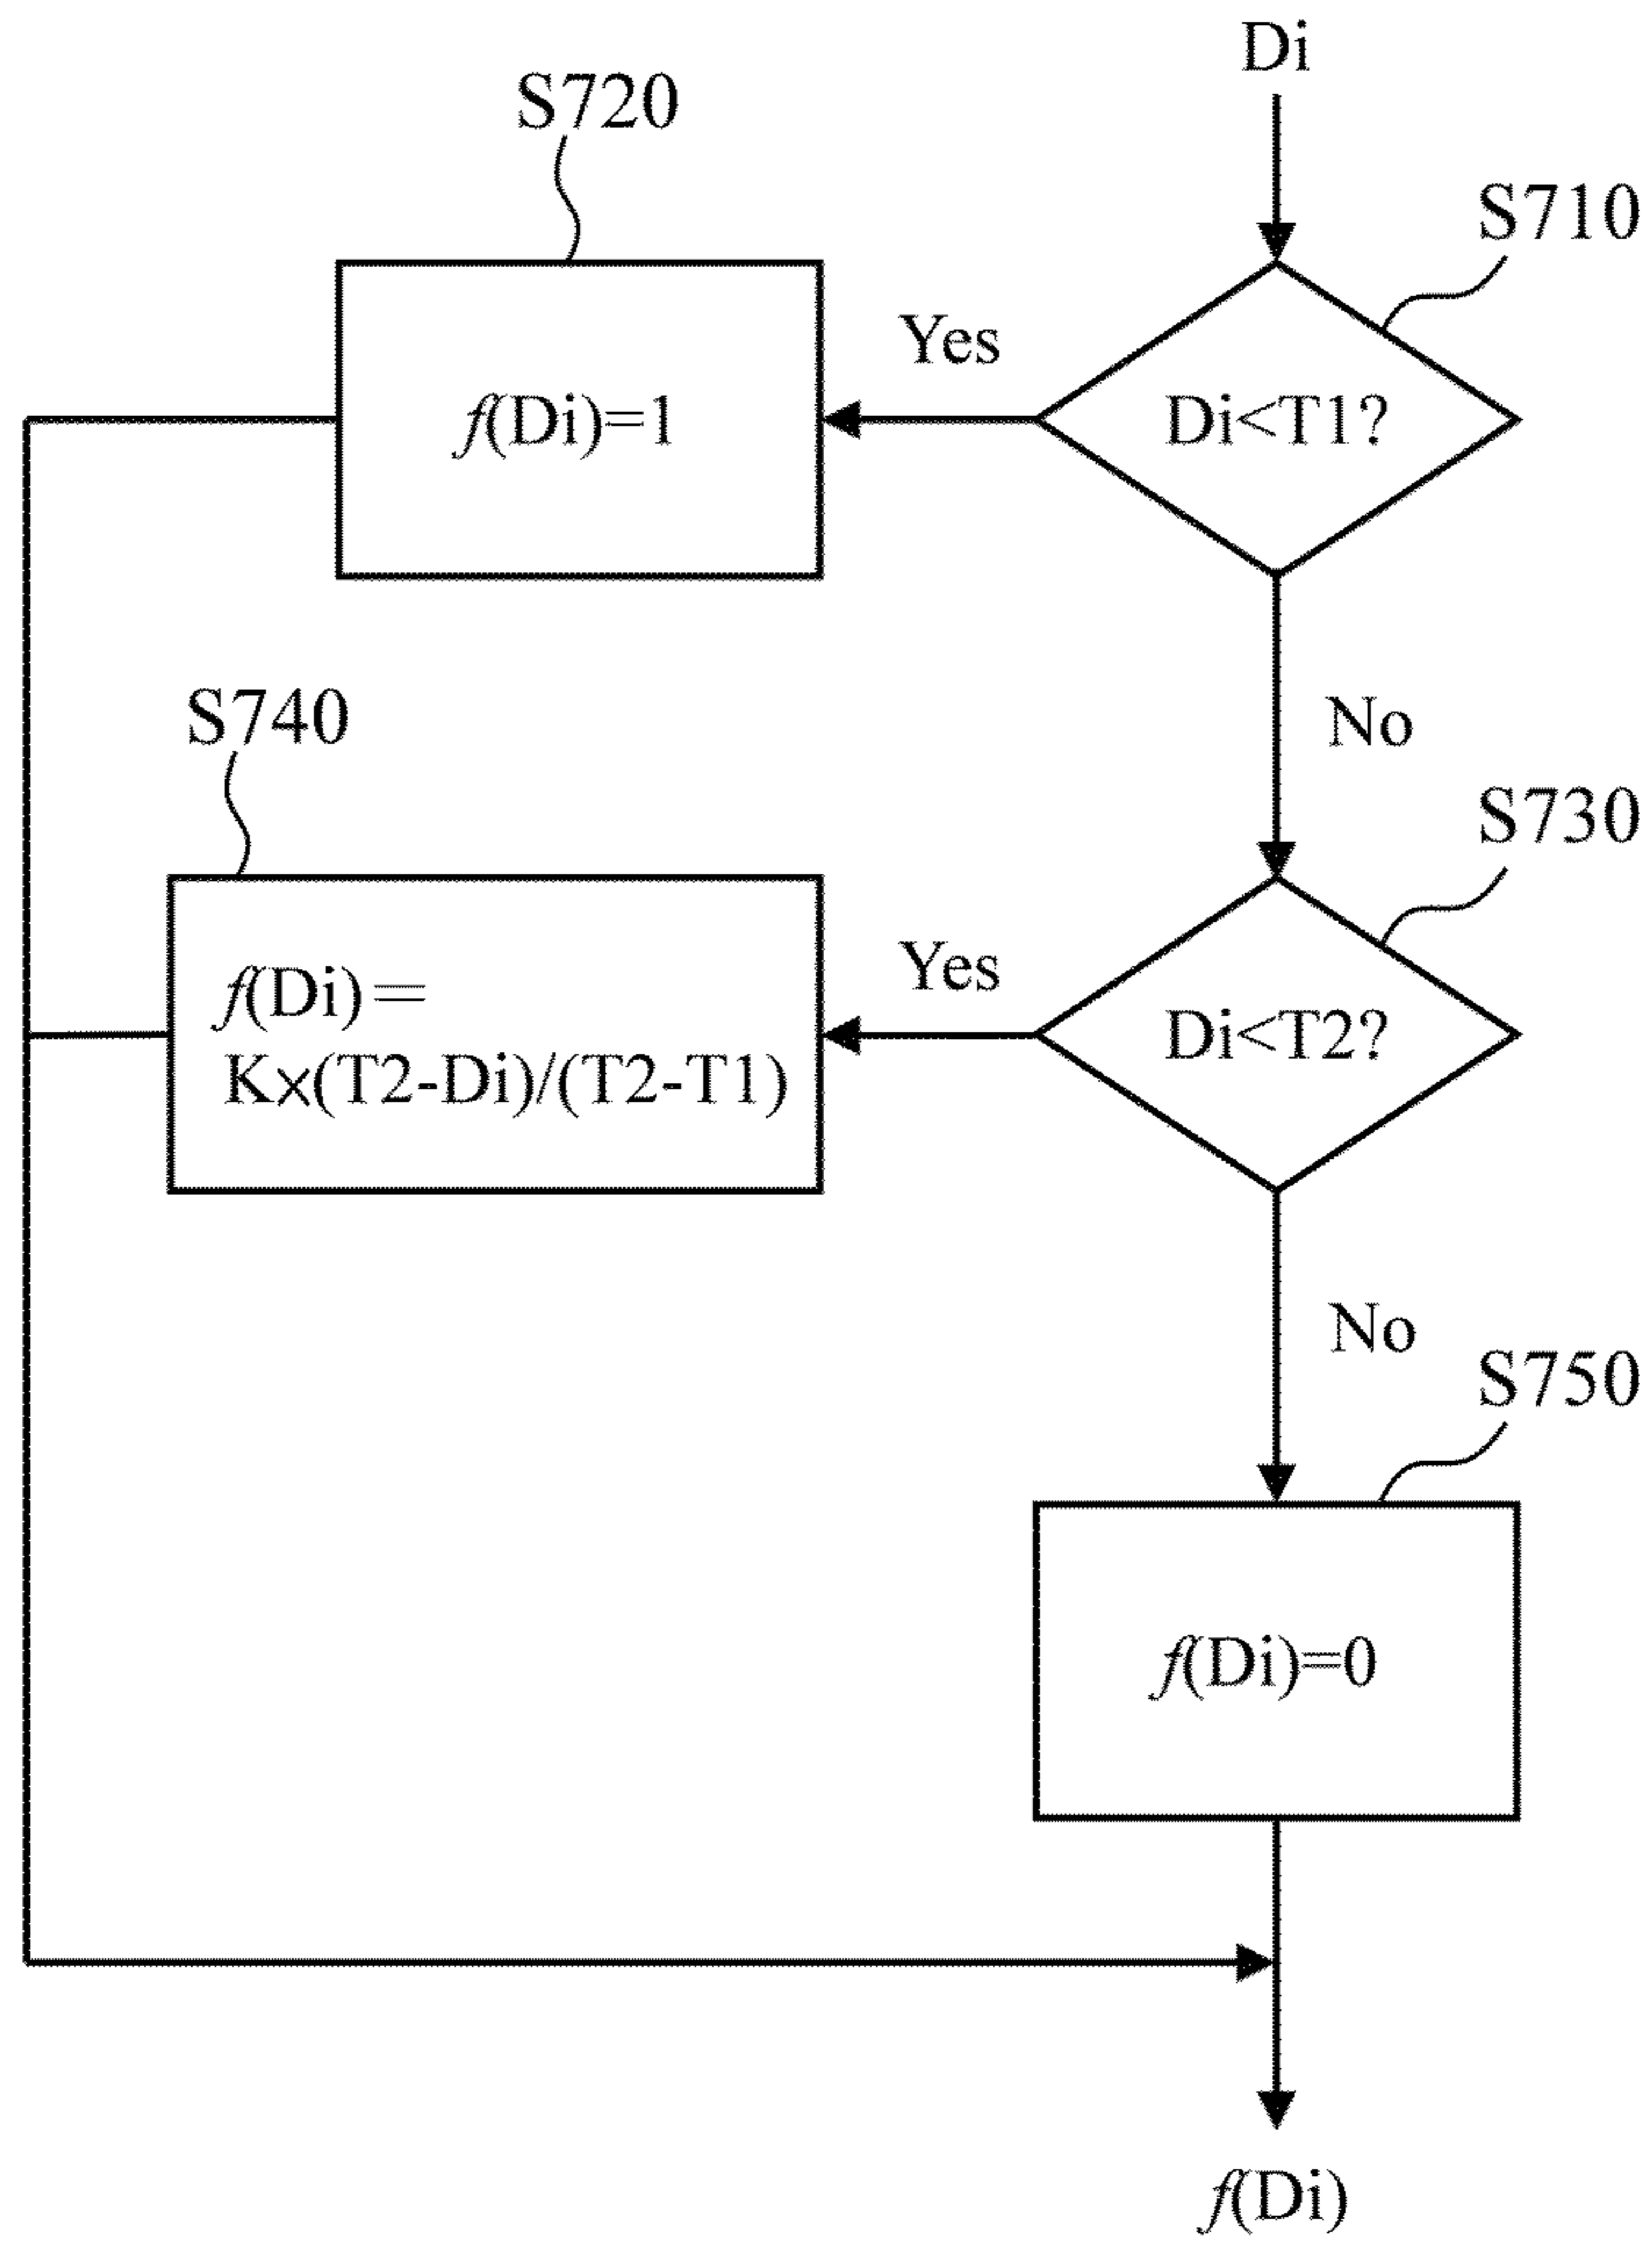 Di
S720
S710
Yes
f(Di)=1
Di<T1?
No
S740
S730
Yes
f(Di)=
K×(T2-Di)/(T2-T1)
Di<T2?
No
S750
f(Di)=0
f(Di)